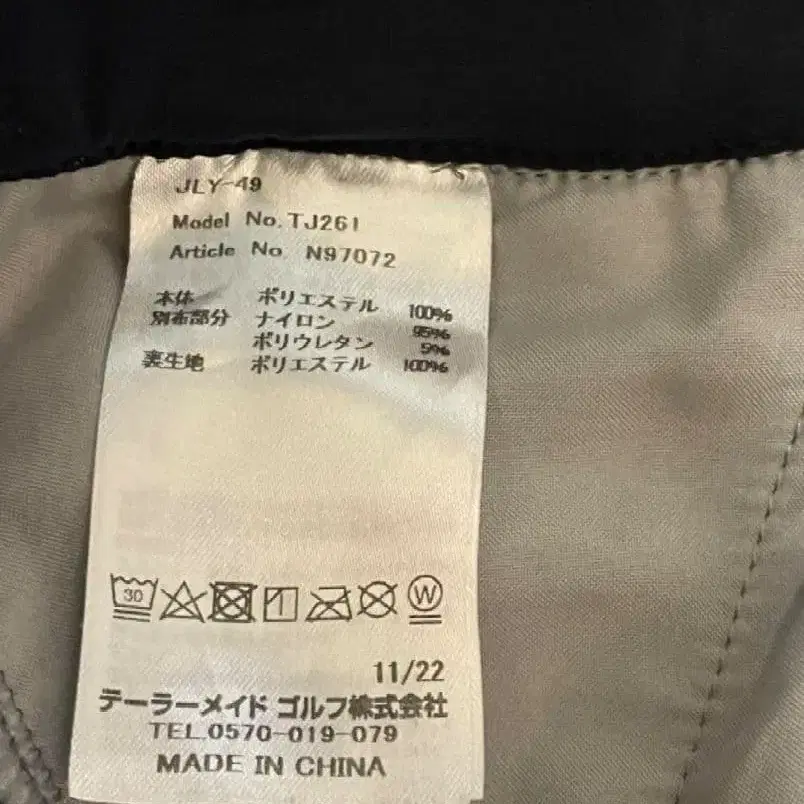 JLY-49
Model No.TJ261
Article No. N97072
本体 ポリエステル 100%
別布部分 ナイロン 95%
ポリウレタン 5%
裏生地 ポリエステル 100%
30
W
11/22
テーラーメイド ゴルフ株式会社
TEL.0570-019-079
MADE IN CHINA